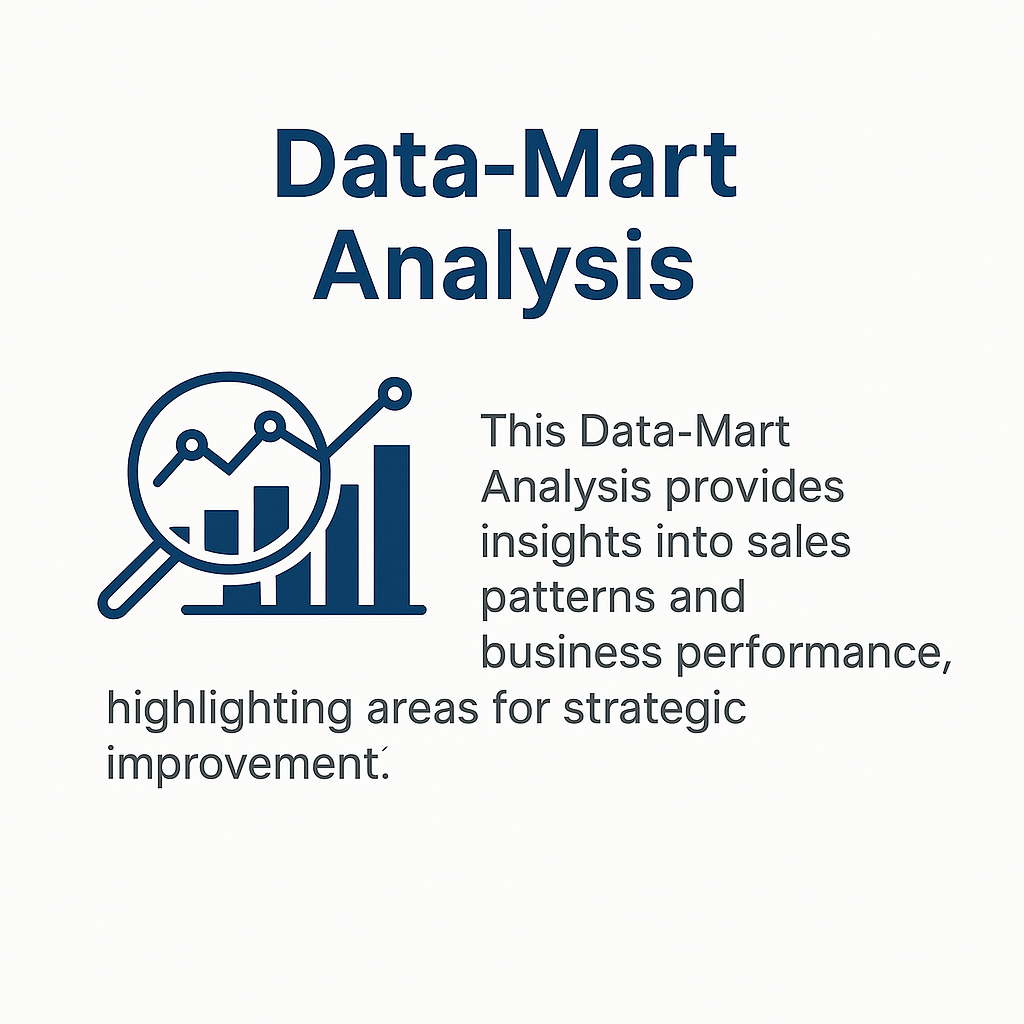 Data-Mart
Analysis
This Data-Mart
Analysis provides
insights into sales
patterns and
business performance,
highlighting areas for strategic
improvement.